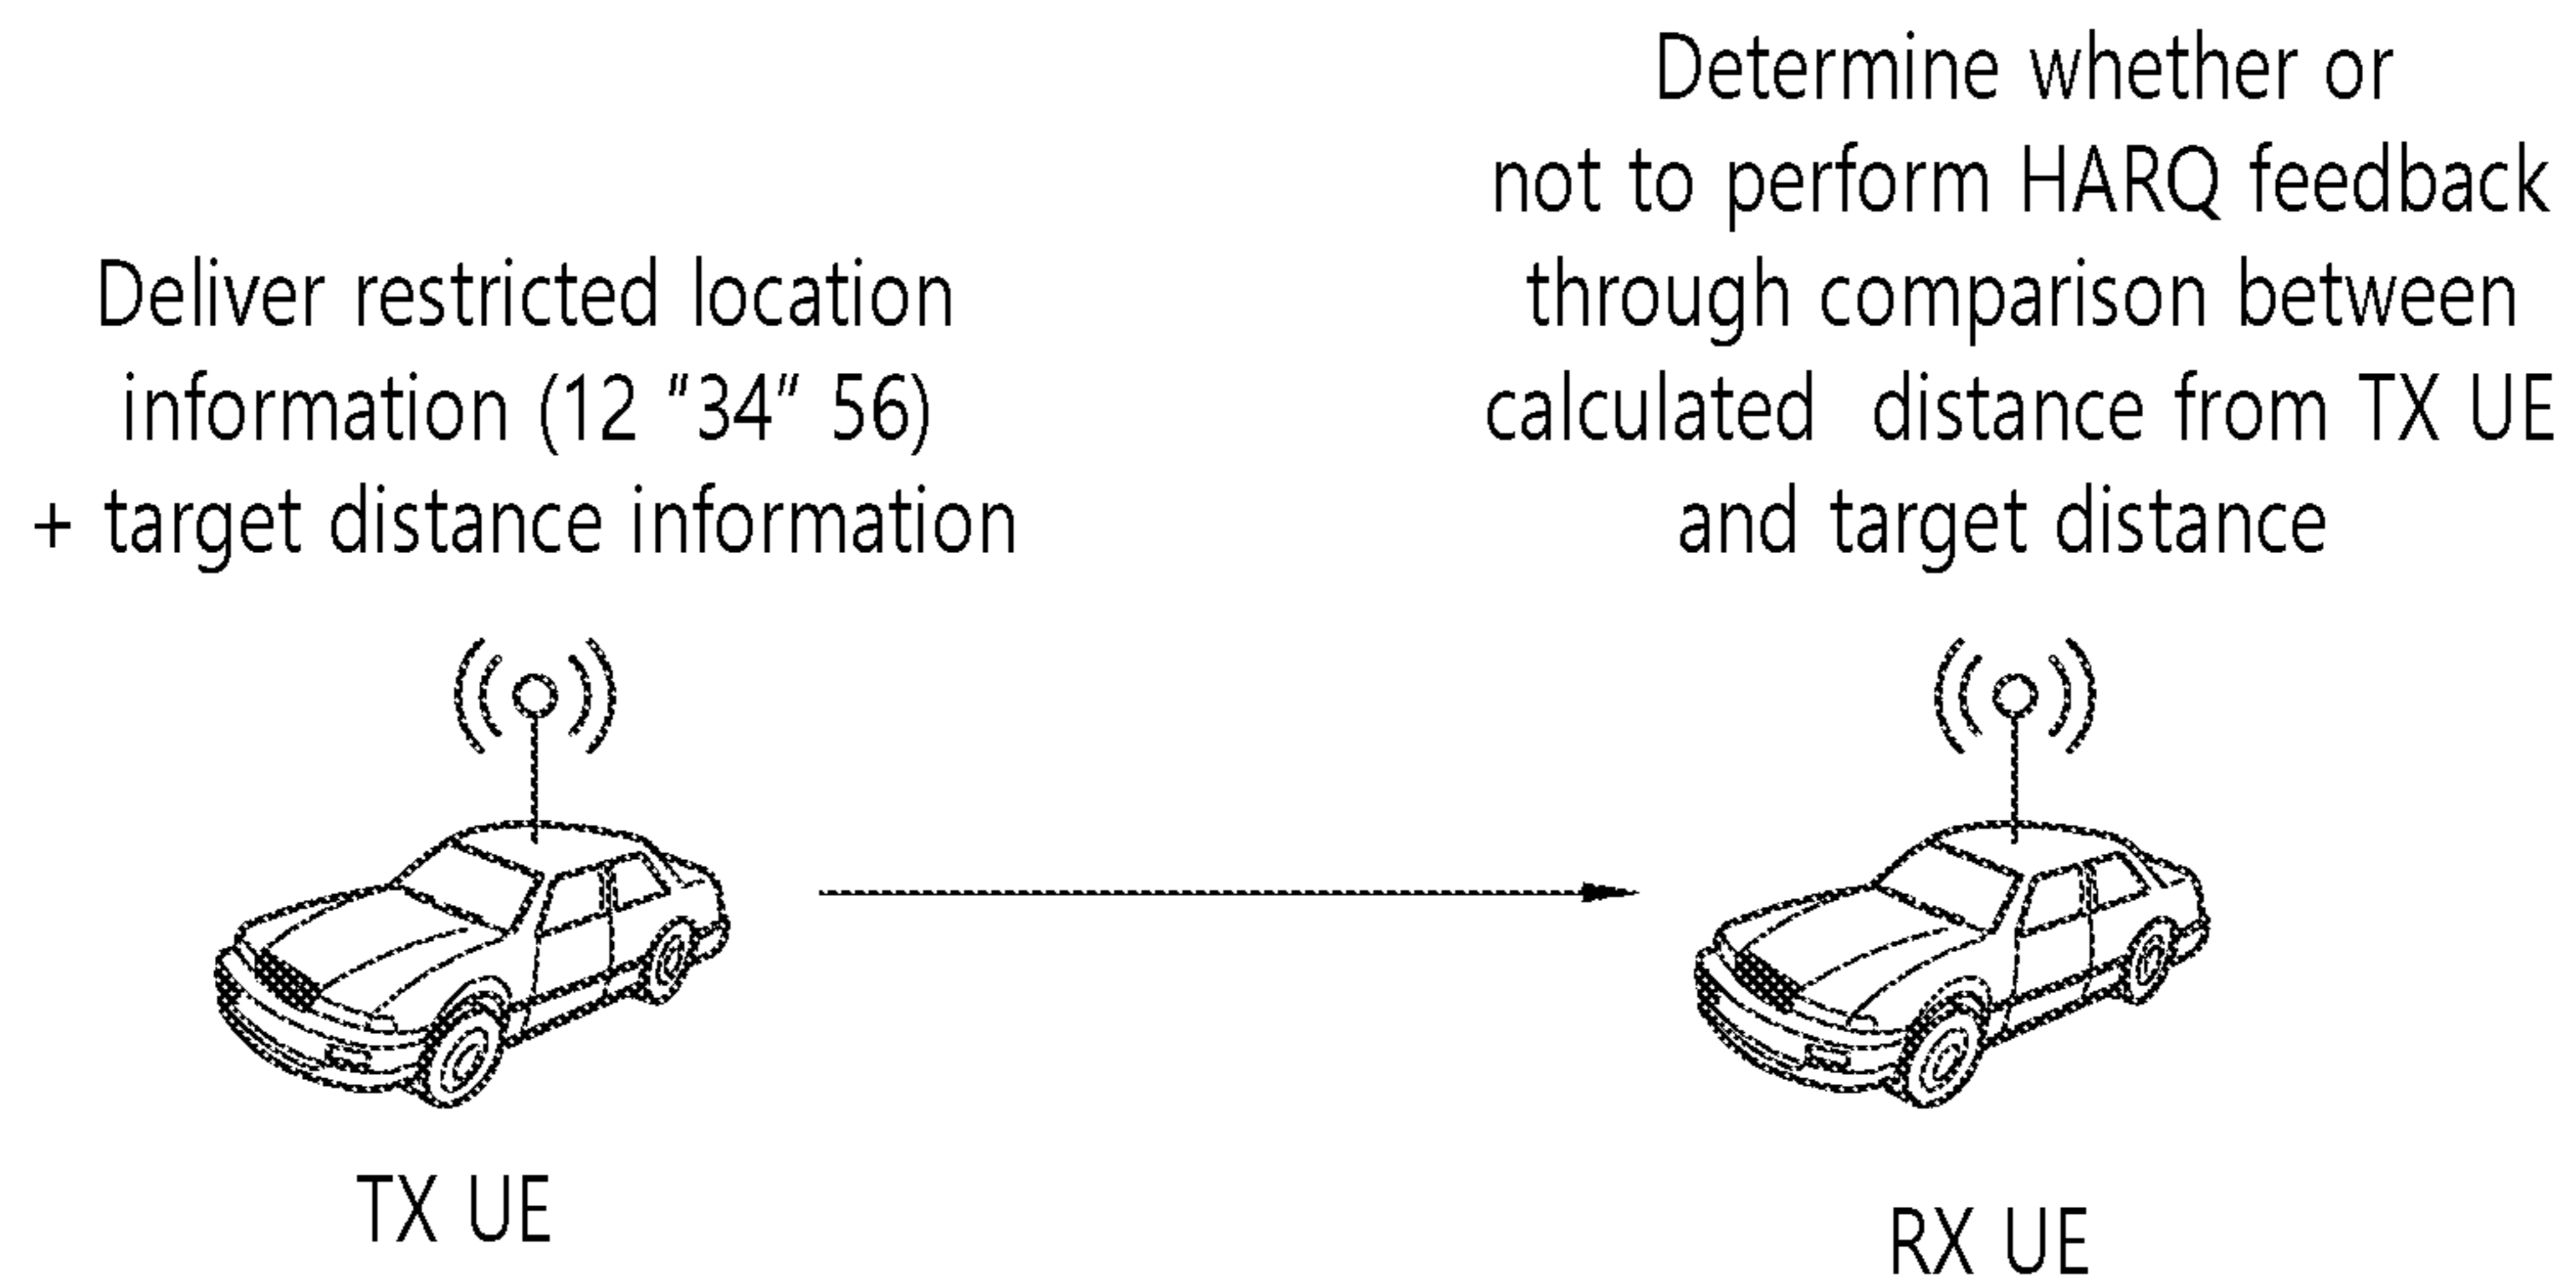 Deliver restricted location
information (12 "34" 56)
+ target distance information
Determine whether or
not to perform HARQ feedback
through comparison between
calculated distance from TX UE
and target distance
TX UE
RX UE